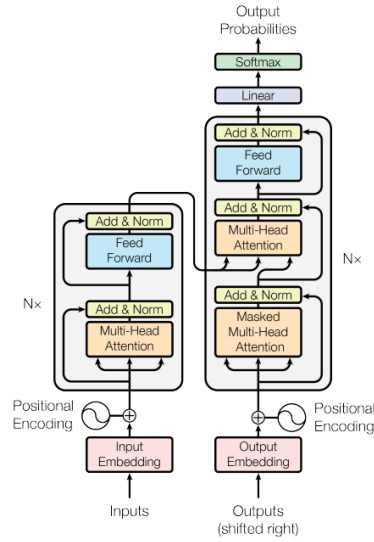 Output
Probabilities
Softmax
Linear
Add & Norm
Feed
Forward
Add & Norm
Multi-Head
Attention
Add & Norm
Masked
Multi-Head
Attention
N×
Add & Norm
Feed
Forward
Add & Norm
Multi-Head
Attention
N×
Positional
Encoding
Positional
Encoding
Input
Embedding
Output
Embedding
Inputs
Outputs
(shifted right)